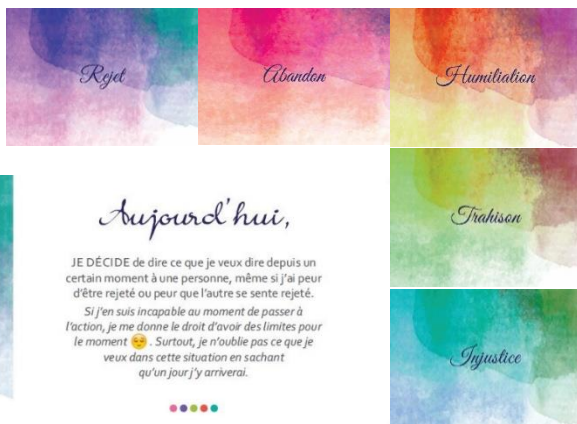 Rejet
Abandon
Humiliation
Trahison
Injustice
Aujourd'hui,
JE DÉCIDE de dire ce que je veux dire depuis un
certain moment à une personne, même si j'ai peur
d'être rejeté ou peur que l'autre se sente rejeté.
Si j'en suis incapable au moment de passer à
l'action, je me donne le droit d'avoir des limites pour
le moment 😌. Surtout, je n'oublie pas ce que je
veux dans cette situation en sachant
qu'un jour j'y arriverai.